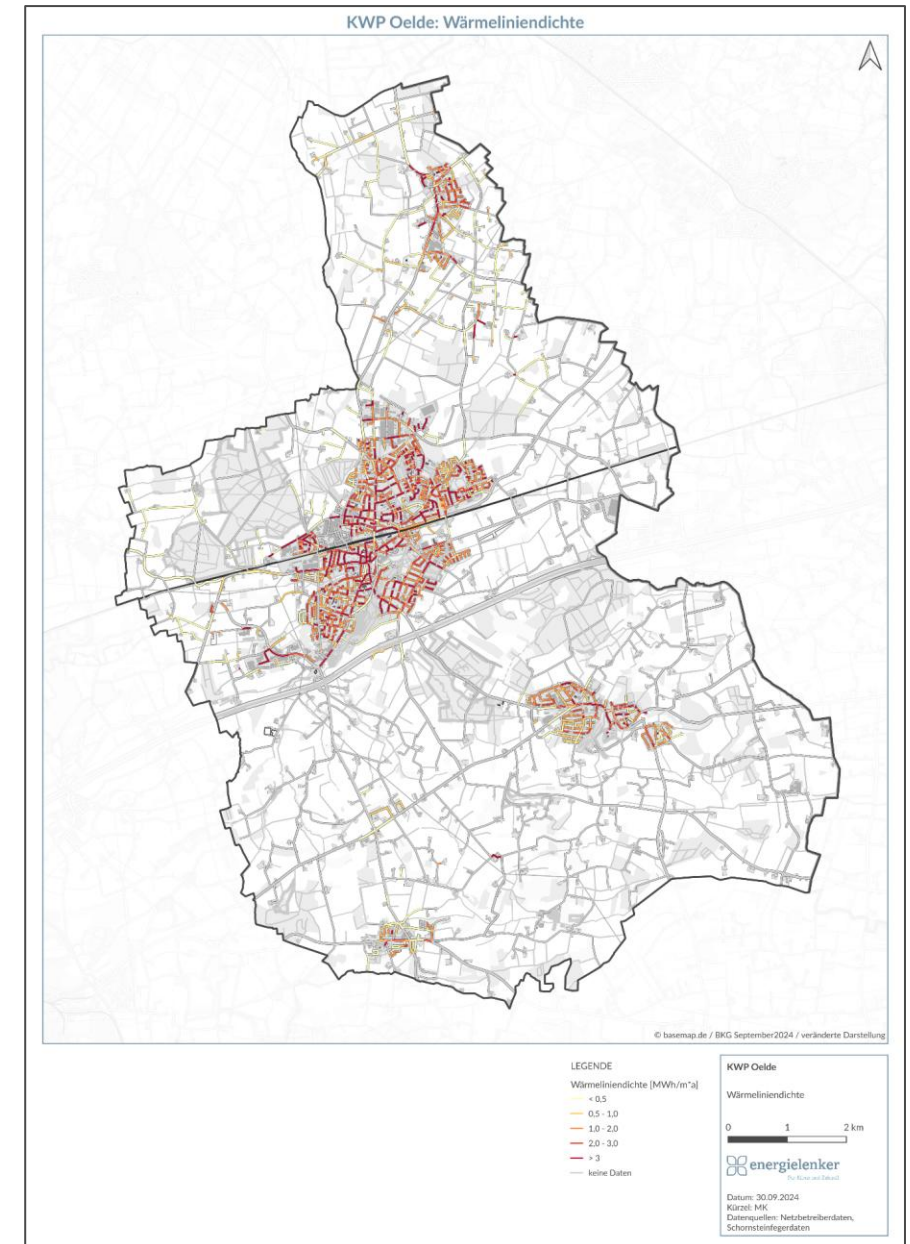 KWP Oelde: Wärmeliniendichte
© basemap.de / BKG September2024 / veränderte Darstellung
LEGENDE
Wärmeliniendichte [MWh/m*a]
< 0,5
0,5 - 1,0
1,0 - 2,0
2,0 - 3,0
> 3
keine Daten
KWP Oelde
Wärmeliniendichte
0 1 2 km
energielenker
Datum: 30.09.2024
Kürzel: MK
Datenquellen: Netzbetreiberdaten,
Schornsteinfegerdaten